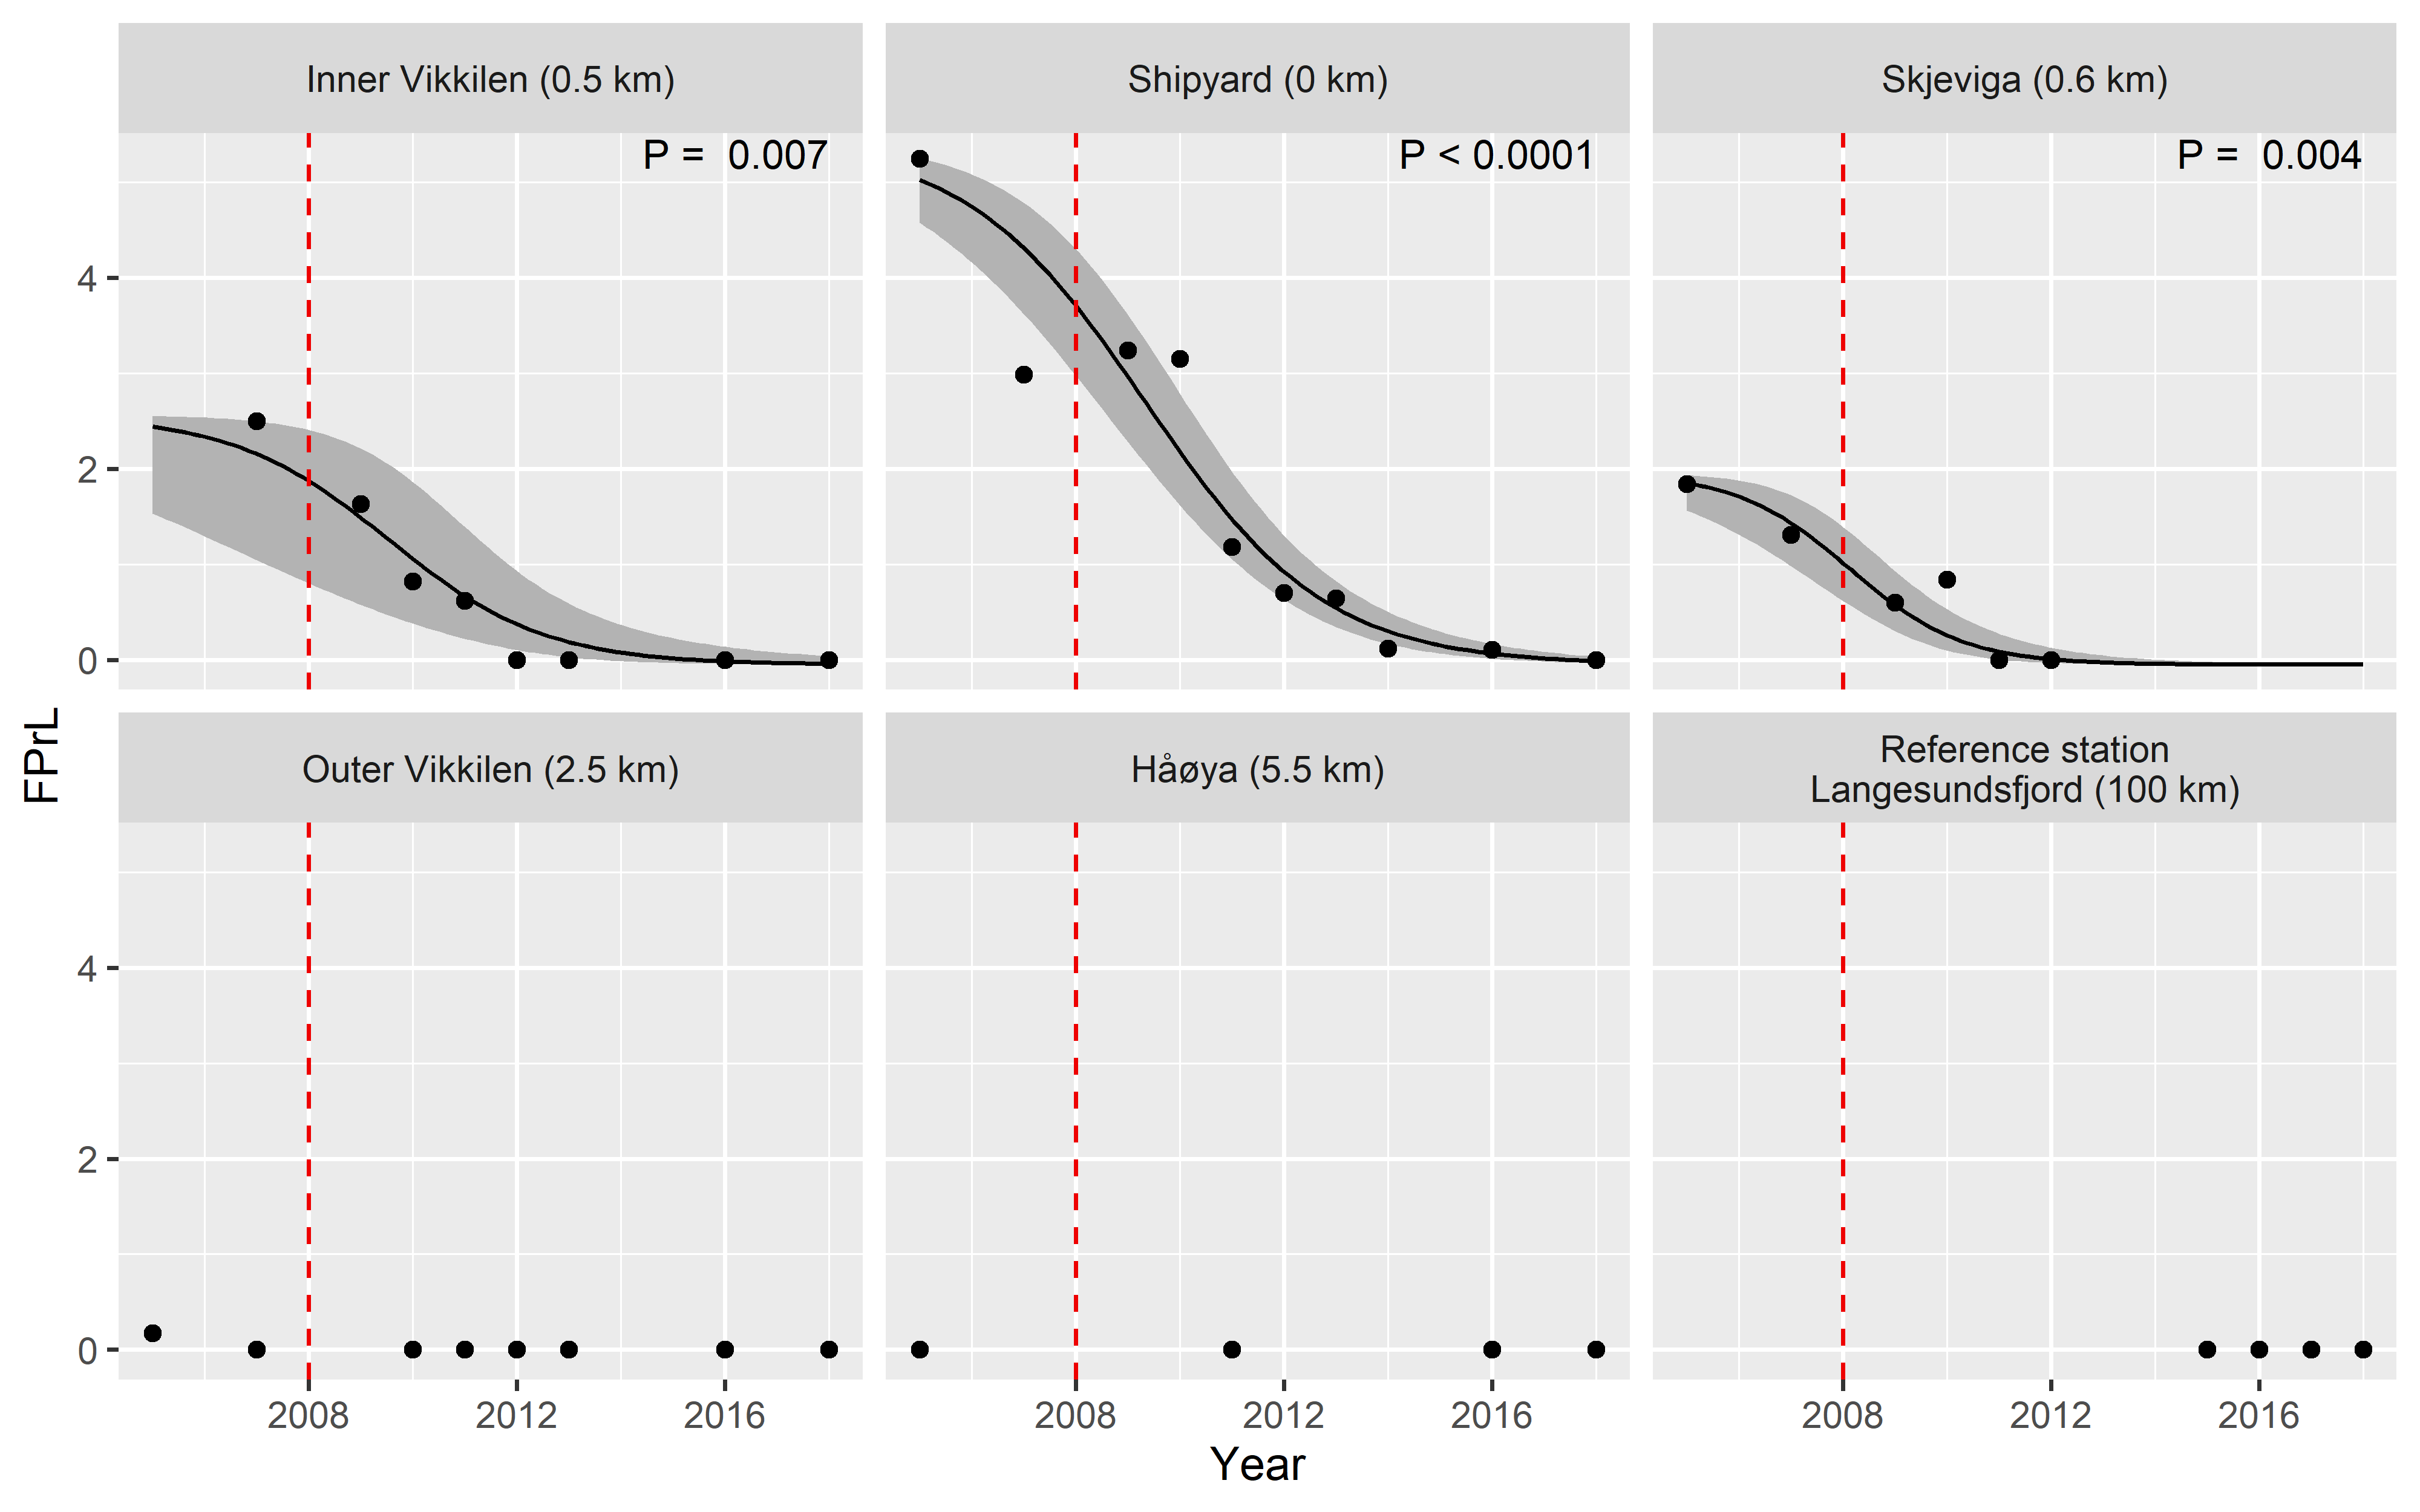 Inner Vikkilen (0.5 km)
Shipyard (0 km)
Skjeviga (0.6 km)
P =  0.007
P < 0.0001
P =  0.004
4
2
0
FPrL
Outer Vikkilen (2.5 km)
Håøya (5.5 km)
Reference station
Langesundsfjord (100 km)
4
2
0
2008 2012 2016
2008 2012 2016
2008 2012 2016
Year